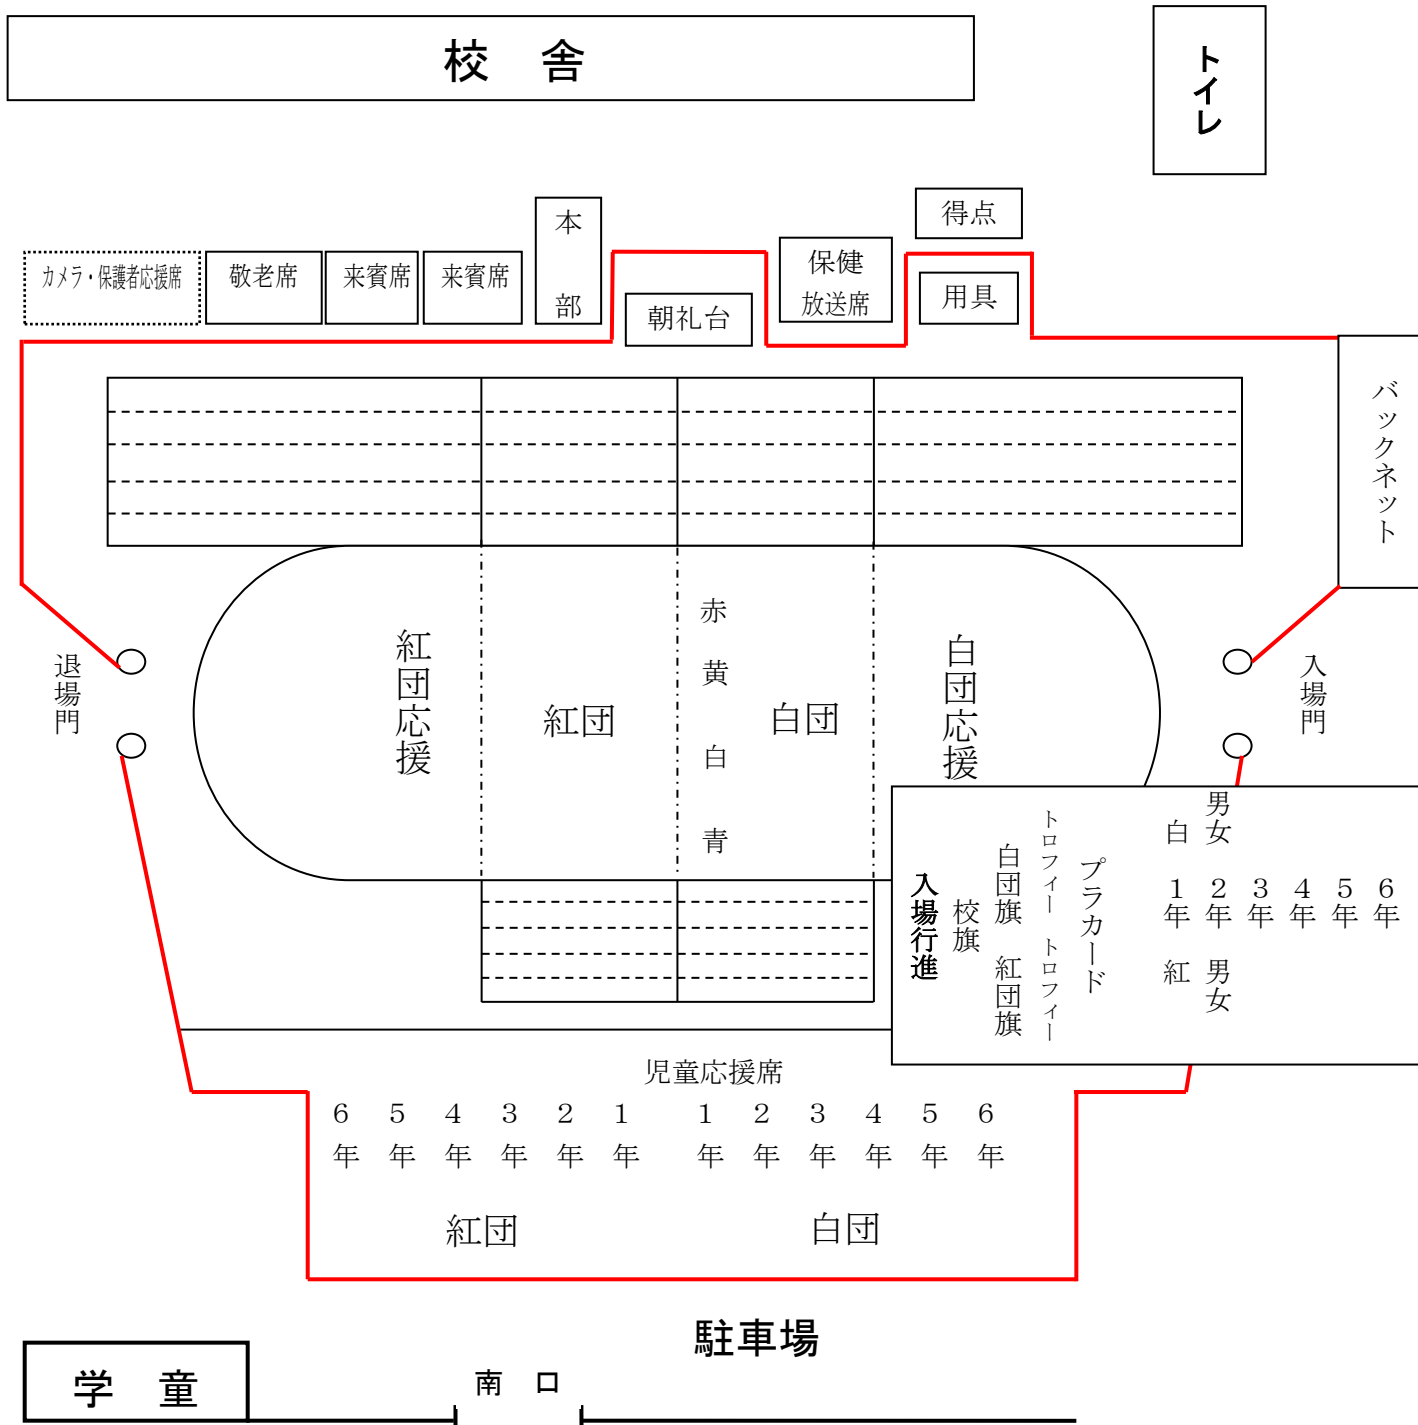 校 舎
トイレ
得点
本部
保健
放送席
カメラ・保護者応援席
敬老席
来賓席
来賓席
用具
朝礼台
バックネット
退場門
紅団応援
紅団
赤
黄
白
青
白団
白団応援
入場門
入場行進
校旗
白団旗 紅団旗
トロフィー トロフィー
プラカード
白 1年 紅
男女 2年 男女
3年
4年
5年
6年
児童応援席
6年 5年 4年 3年 2年 1年 1年 2年 3年 4年 5年 6年
紅団 白団
駐車場
学 童
南 口